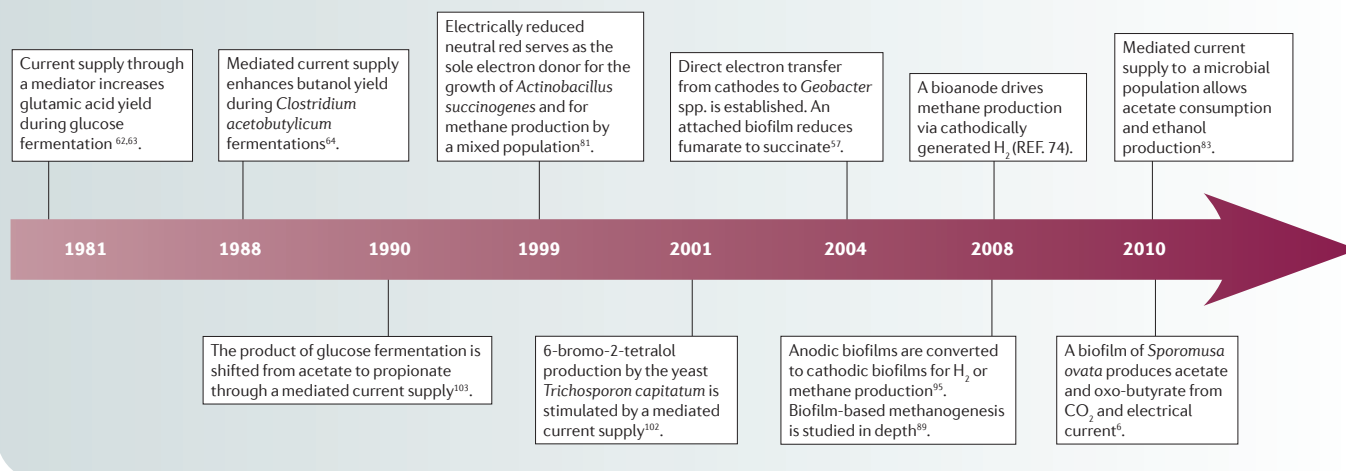 Current supply through
a mediator increases
glutamic acid yield
during glucose
fermentation ⁶²,⁶³.
Mediated current supply
enhances butanol yield
during Clostridium
acetobutylicum
fermentations⁶⁴.
Electrically reduced
neutral red serves as the
sole electron donor for the
growth of Actinobacillus
succinogenes and for
methane production by
a mixed population⁸¹.
Direct electron transfer
from cathodes to Geobacter
spp. is established. An
attached biofilm reduces
fumarate to succinate⁵⁷.
A bioanode drives
methane production
via cathodically
generated H₂ (REF. 74).
Mediated current
supply to a microbial
population allows
acetate consumption
and ethanol
production⁸³.
1981
1988
1990
1999
2001
2004
2008
2010
The product of glucose fermentation is
shifted from acetate to propionate
through a mediated current supply¹⁰³.
6-bromo-2-tetralol
production by the yeast
Trichosporon capitatum is
stimulated by a mediated
current supply¹⁰².
Anodic biofilms are converted
to cathodic biofilms for H₂ or
methane production⁹⁵.
Biofilm-based methanogenesis
is studied in depth⁸⁹.
A biofilm of Sporomusa
ovata produces acetate
and oxo-butyrate from
CO₂ and electrical
current⁶.